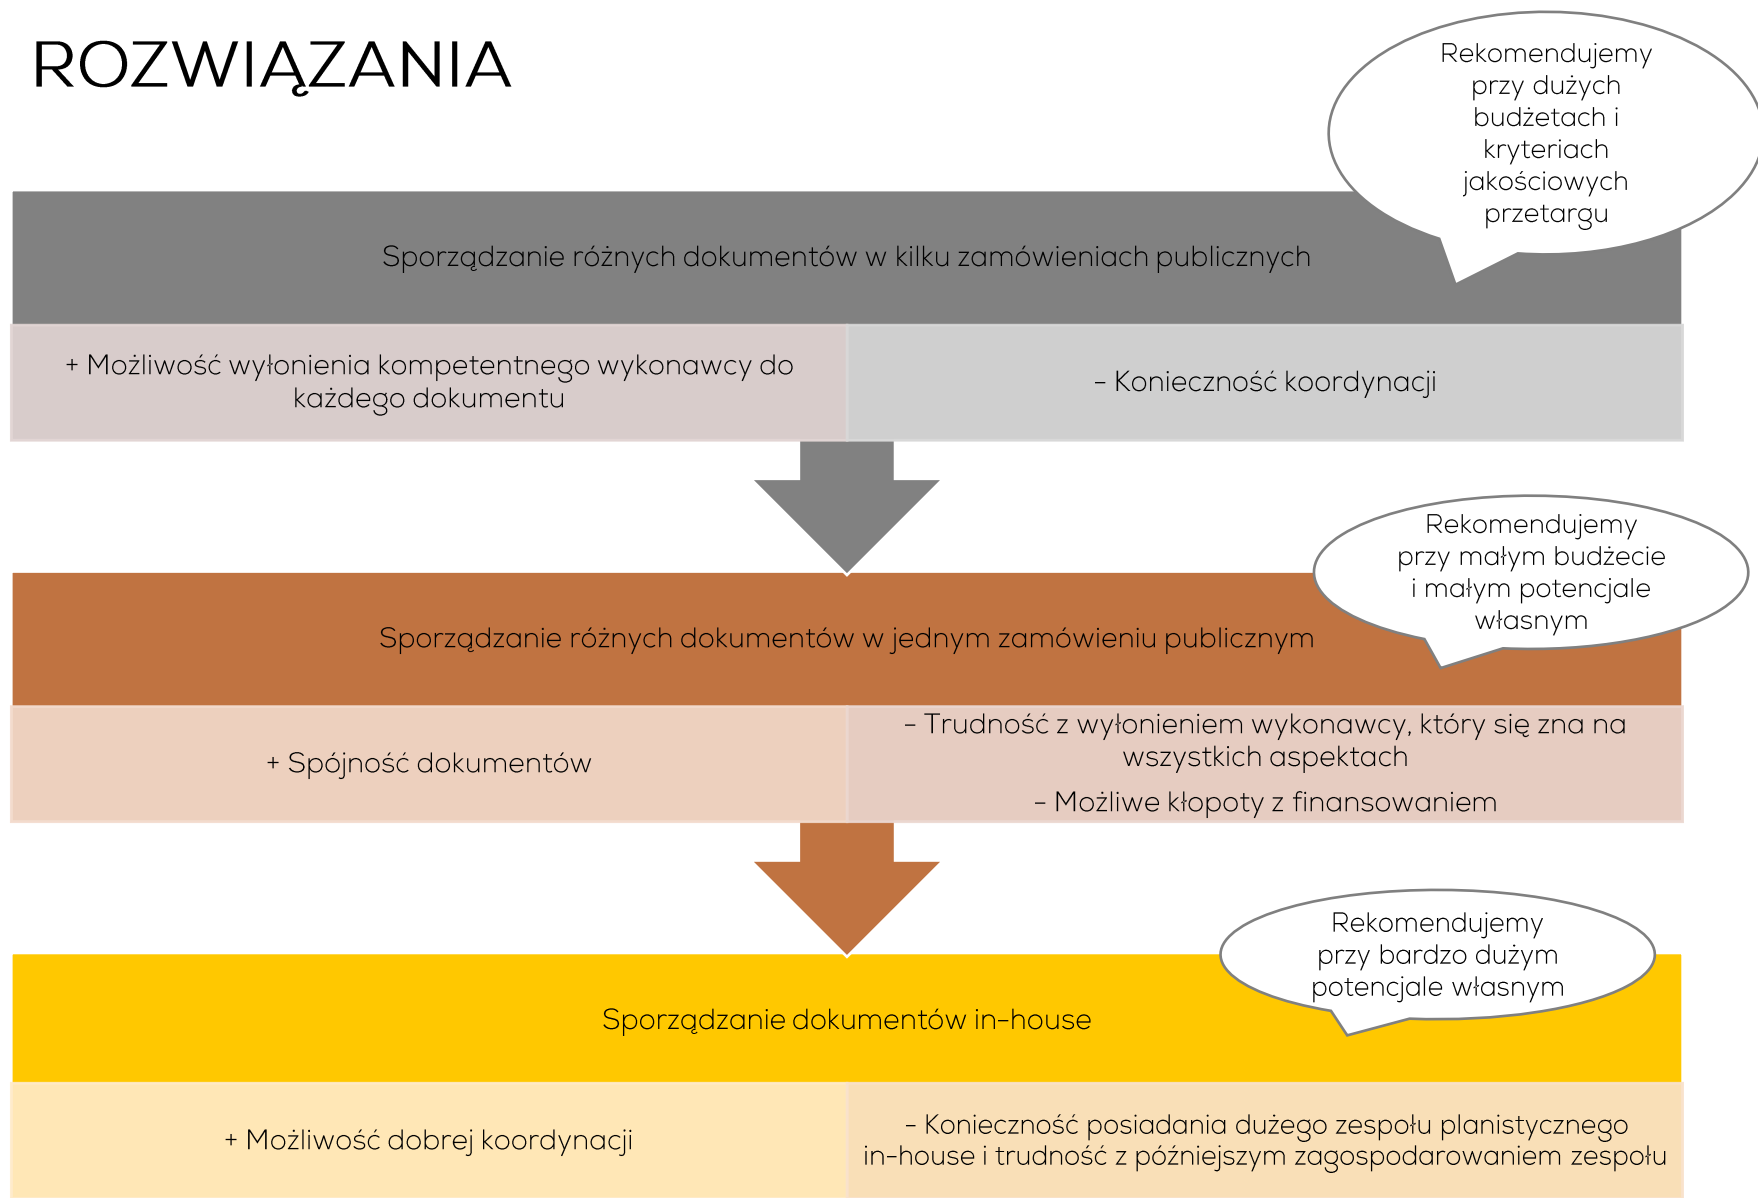 ROZWIĄZANIA
Rekomendujemy
przy dużych
budżetach i
kryteriach
jakościowych
przetargu
Sporządzanie różnych dokumentów w kilku zamówieniach publicznych
+ Możliwość wyłonienia kompetentnego wykonawcy do
każdego dokumentu
– Konieczność koordynacji
Rekomendujemy
przy małym budżecie
i małym potencjale
własnym
Sporządzanie różnych dokumentów w jednym zamówieniu publicznym
+ Spójność dokumentów
– Trudność z wyłonieniem wykonawcy, który się zna na
wszystkich aspektach
– Możliwe kłopoty z finansowaniem
Rekomendujemy
przy bardzo dużym
potencjale własnym
Sporządzanie dokumentów in-house
+ Możliwość dobrej koordynacji
– Konieczność posiadania dużego zespołu planistycznego
in-house i trudność z późniejszym zagospodarowaniem zespołu